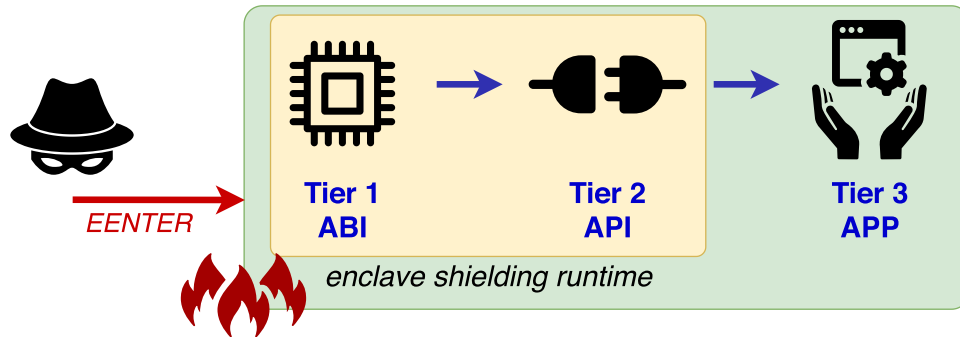 Tier 1
ABI
Tier 2
API
Tier 3
APP
EENTER
enclave shielding runtime